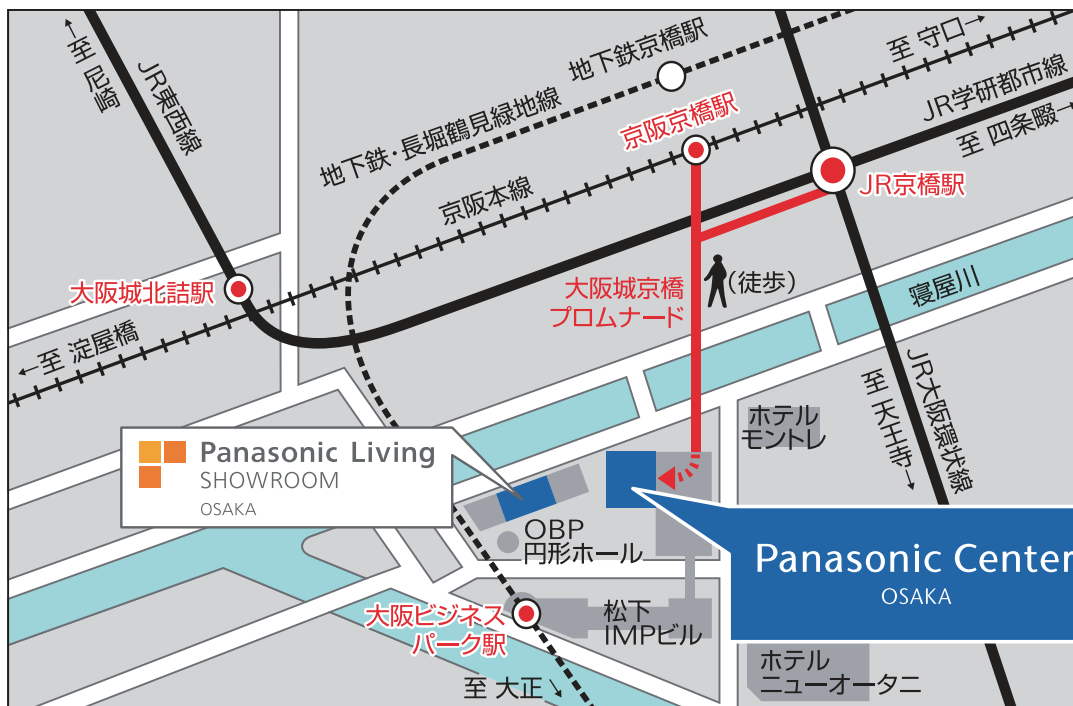 ←至 尼崎
JR東西線
地下鉄京橋駅
至 守口→
地下鉄・長堀鶴見緑地線
京阪京橋駅
JR学研都市線
至 四条畷→
京阪本線
JR京橋駅
大阪城北詰駅
大阪城京橋
プロムナード
(徒歩)
寝屋川
←至 淀屋橋
JR大阪環状線
至 天王寺→
ホテル
モントレ
Panasonic Living
SHOWROOM
OSAKA
OBP
円形ホール
Panasonic Center
OSAKA
大阪ビジネス
パーク駅
松下
IMPビル
ホテル
ニューオータニ
至 大正→